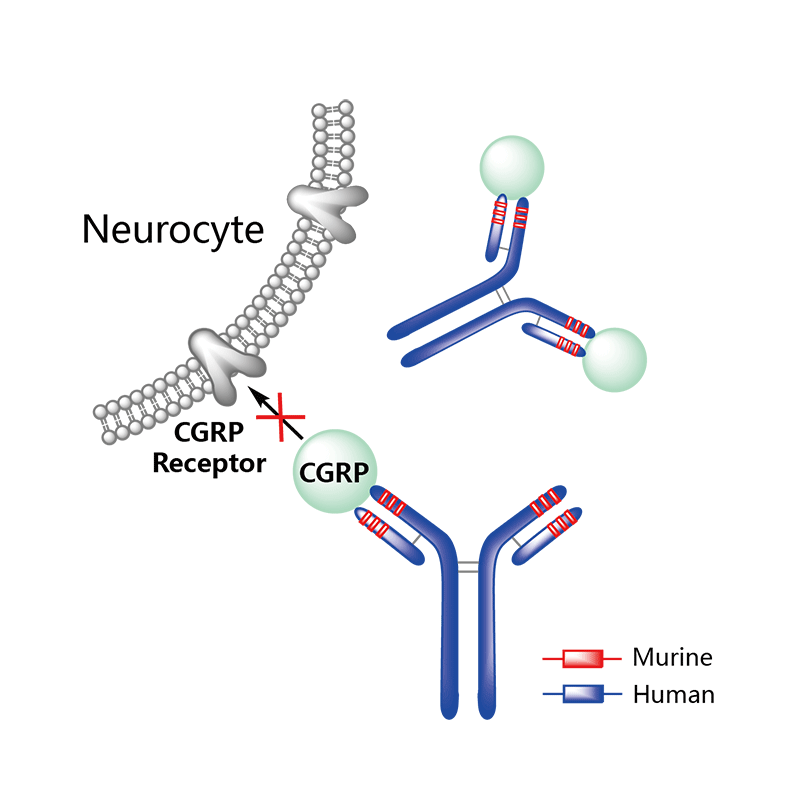 Neurocyte
CGRP
Receptor
CGRP
Murine
Human